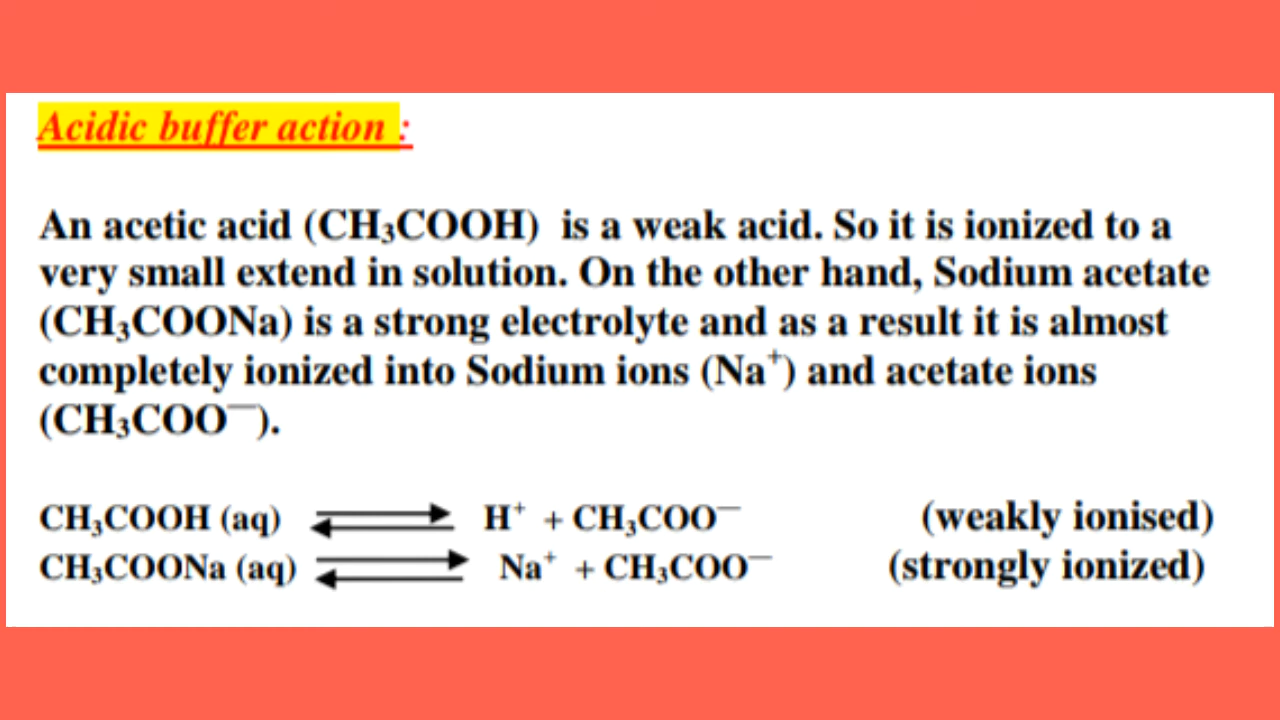 Acidic buffer action :
An acetic acid (CH₃COOH) is a weak acid. So it is ionized to a
very small extend in solution. On the other hand, Sodium acetate
(CH₃COONa) is a strong electrolyte and as a result it is almost
completely ionized into Sodium ions (Na⁺) and acetate ions
(CH₃COO⁻).
CH₃COOH (aq) ⇌ H⁺ + CH₃COO⁻ (weakly ionised)
CH₃COONa (aq) ⇌ Na⁺ + CH₃COO⁻ (strongly ionized)